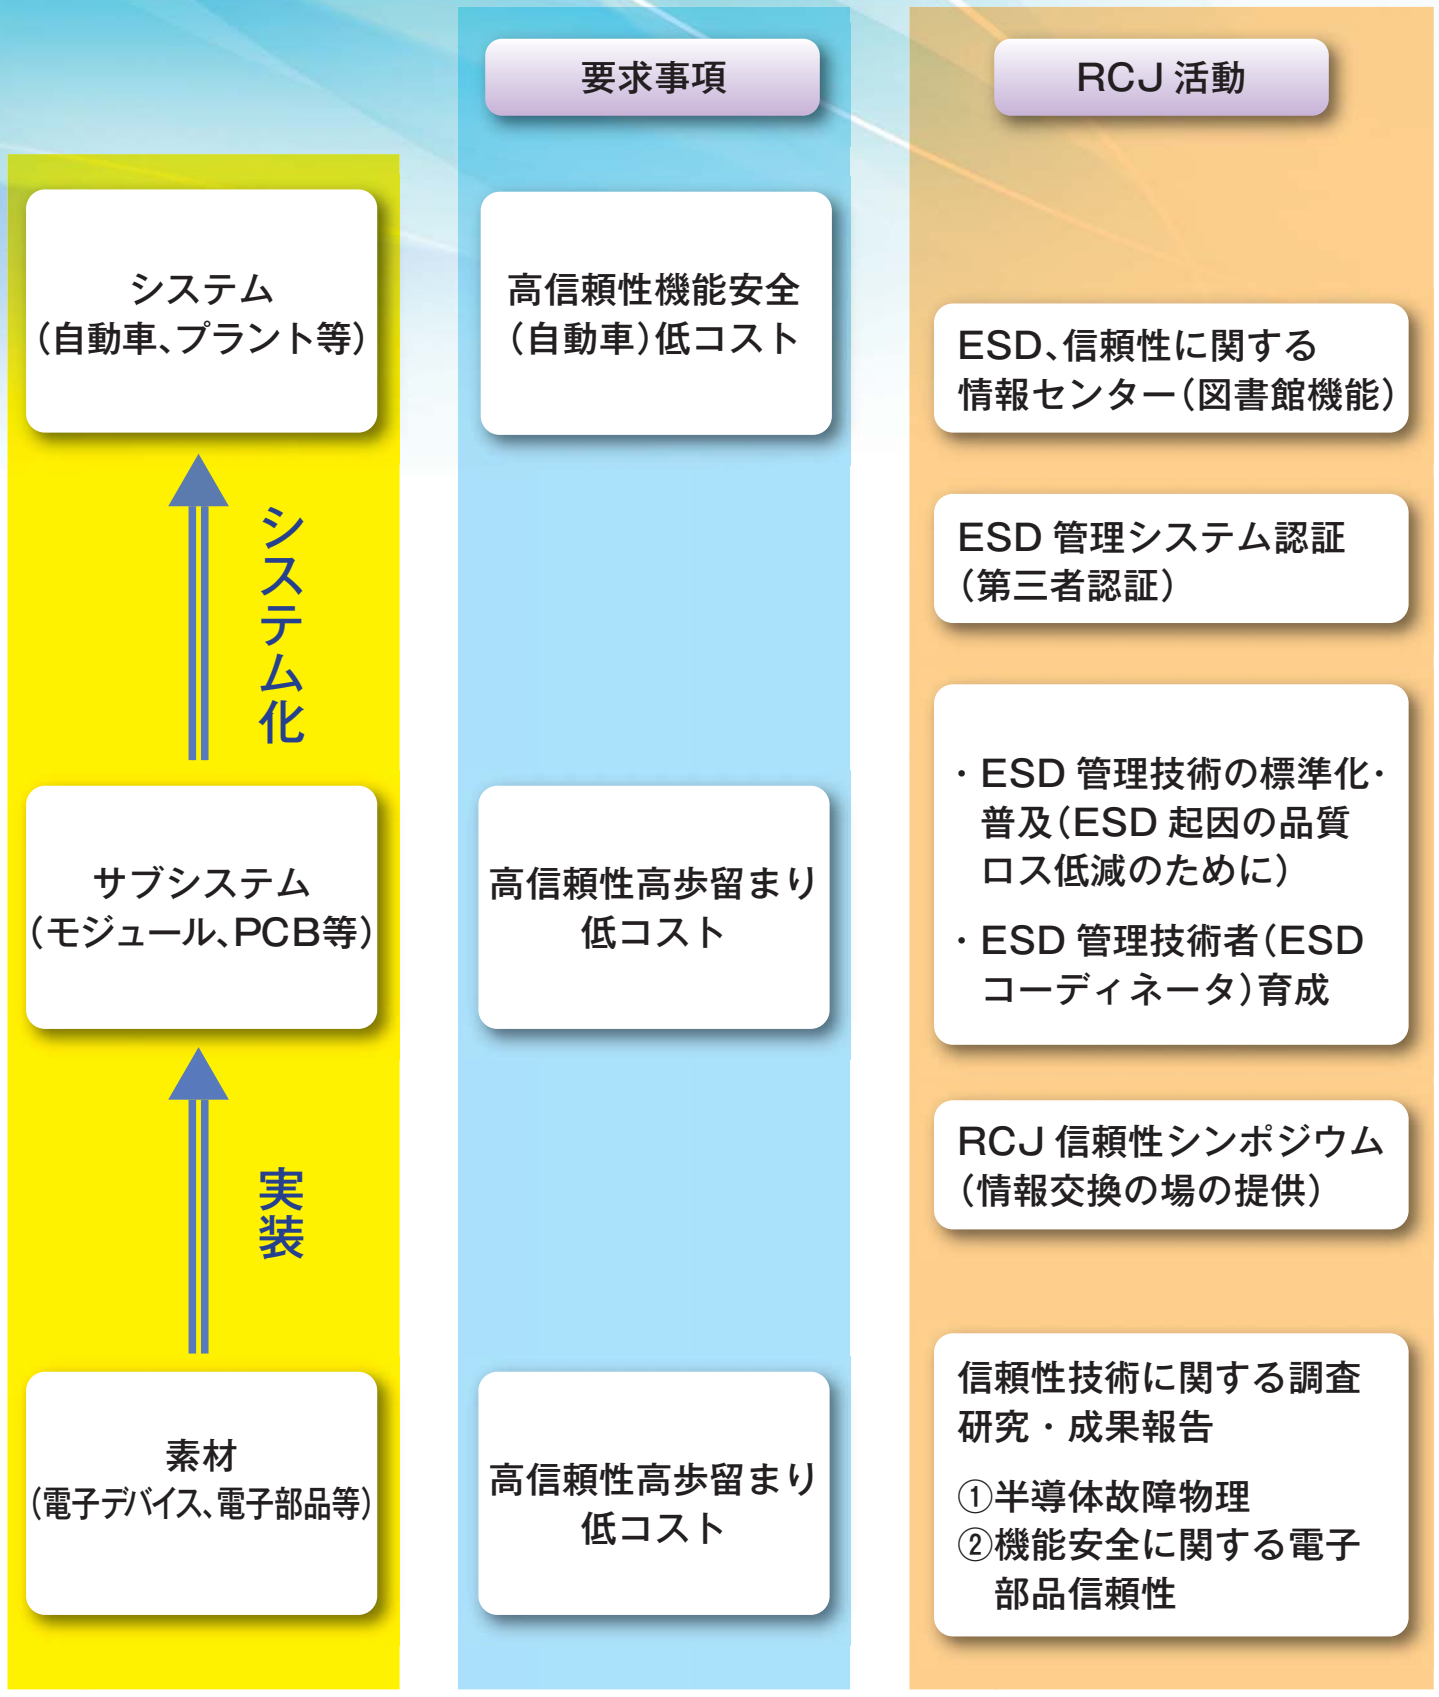 要求事項
RCJ 活動
システム
（自動車、プラント等）
システム化
サブシステム
（モジュール、PCB等）
実装
素材
（電子デバイス、電子部品等）
高信頼性機能安全
（自動車）低コスト
高信頼性高歩留まり
低コスト
高信頼性高歩留まり
低コスト
ESD、信頼性に関する
情報センター（図書館機能）
ESD 管理システム認証
（第三者認証）
・ESD 管理技術の標準化・
普及（ESD 起因の品質
ロス低減のために）
・ESD 管理技術者（ESD
コーディネータ）育成
RCJ 信頼性シンポジウム
（情報交換の場の提供）
信頼性技術に関する調査
研究・成果報告
①半導体故障物理
②機能安全に関する電子
部品信頼性